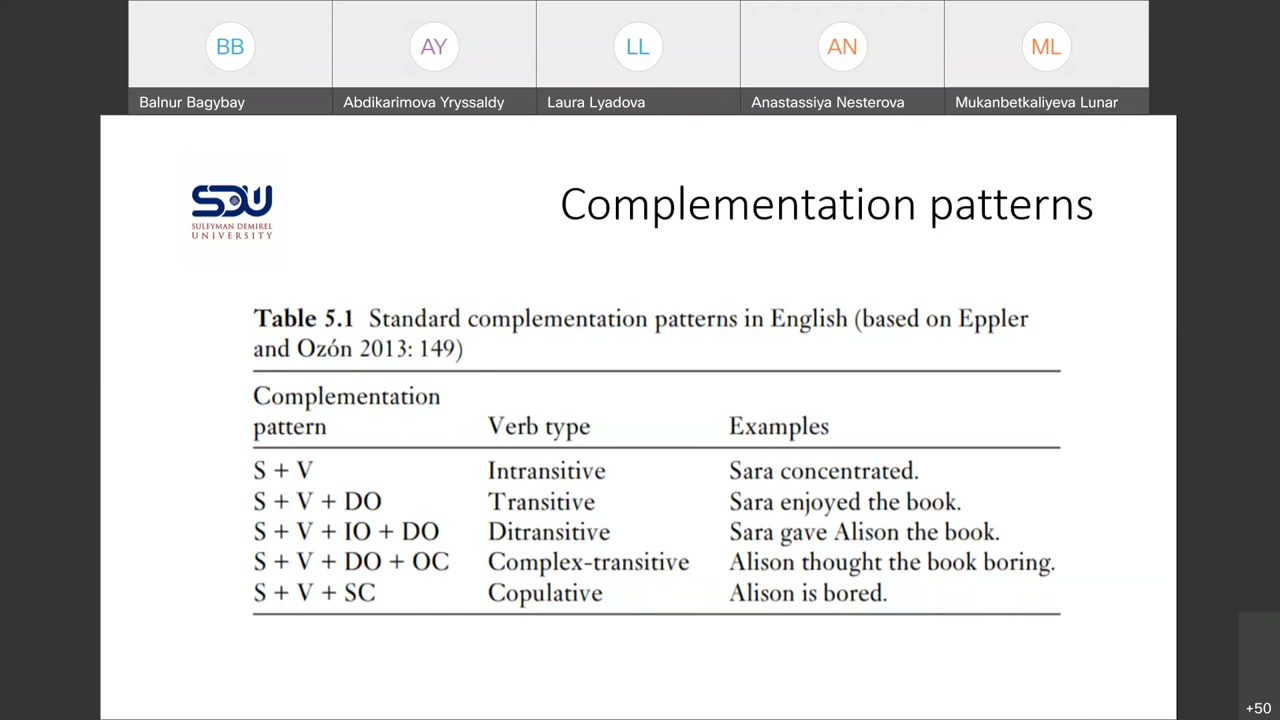 BB
AY
LL
AN
ML
Balnur Bagybay
Abdikarimova Yryssaldy
Laura Lyadova
Anastassiya Nesterova
Mukanbetkaliyeva Lunar
SDU
SULEYMAN DEMIREL
UNIVERSITY
Complementation patterns
Table 5.1 Standard complementation patterns in English (based on Eppler
and Ozón 2013: 149)
Complementation
pattern Verb type Examples
S + V Intransitive Sara concentrated.
S + V + DO Transitive Sara enjoyed the book.
S + V + IO + DO Ditransitive Sara gave Alison the book.
S + V + DO + OC Complex-transitive Alison thought the book boring.
S + V + SC Copulative Alison is bored.
+50